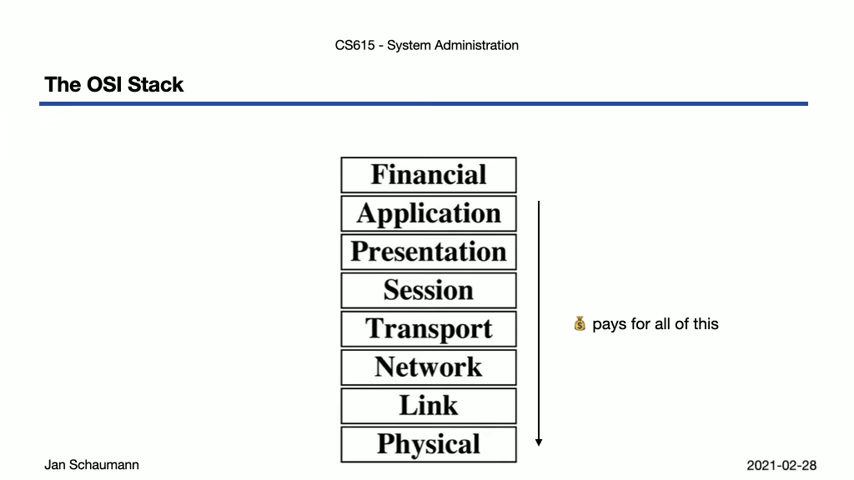 CS615 - System Administration
The OSI Stack
Financial
Application
Presentation
Session
Transport
Network
Link
Physical
💰 pays for all of this
Jan Schaumann
2021-02-28